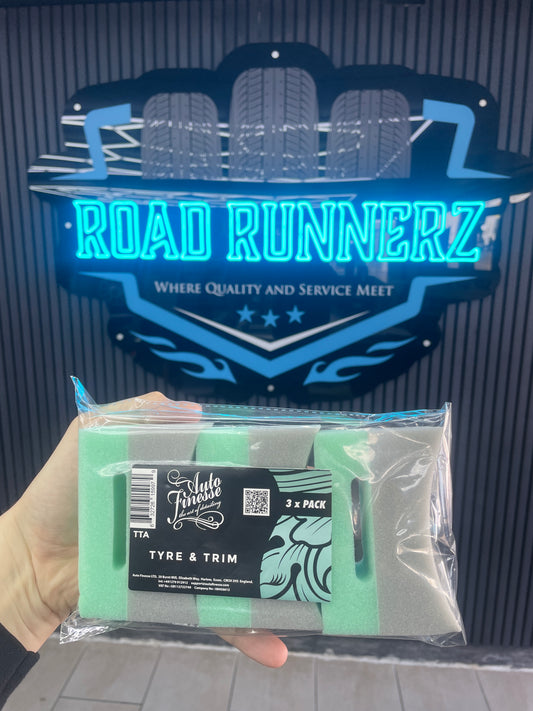 ROAD RUNNERZ
WHERE QUALITY AND SERVICE MEET
Auto
Finesse
the art of detailing
3 x PACK
TTA
TYRE & TRIM